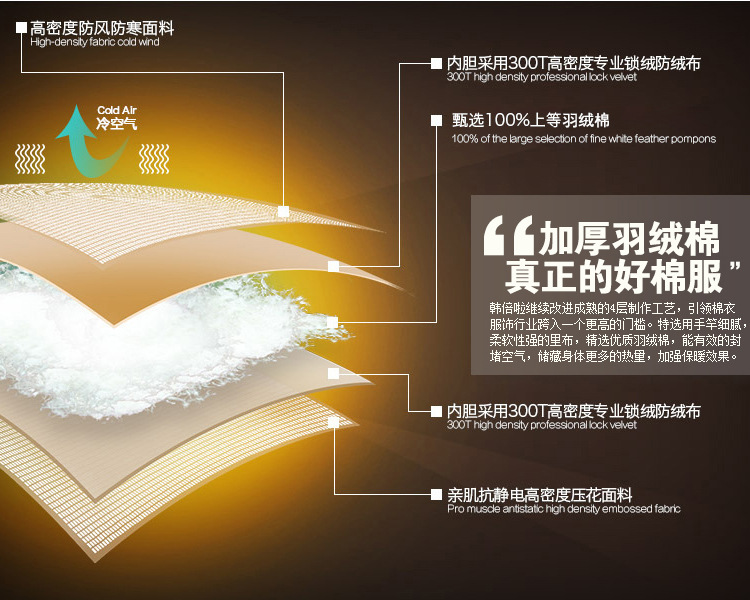 高密度防风防寒面料
High-density fabric cold wind
Cold Air
冷空气
内胆采用300T高密度专业锁绒防绒布
300T high density professional lock velvet
甄选100%上等羽绒棉
100% of the large selection of fine white feather pompons
“加厚羽绒棉
真正的好棉服”
韩倍啦继续改进成熟的4层制作工艺，引领棉衣
服饰行业跨入一个更高的门槛。特选用手竿细腻，
柔软性强的里布，精选优质羽绒棉，能有效的封
堵空气，储藏身体更多的热量，加强保暖效果。
内胆采用300T高密度专业锁绒防绒布
300T high density professional lock velvet
亲肌抗静电高密度压花面料
Pro muscle antistatic high density embossed fabric